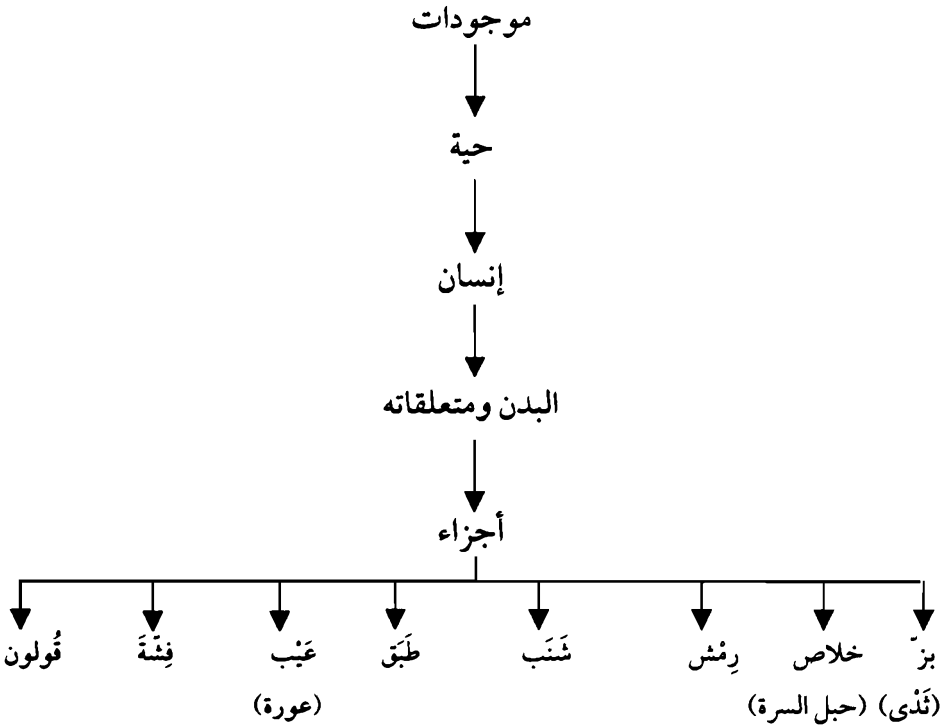 موجودات
حية
إنسان
البدن ومتعلقاته
أجزاء
بزّ خلاص رِمْش شَنَب طَبَق عَيْب فِشَّةَ قُولون
(ثَدْى) (حبل السرة) (عورة)